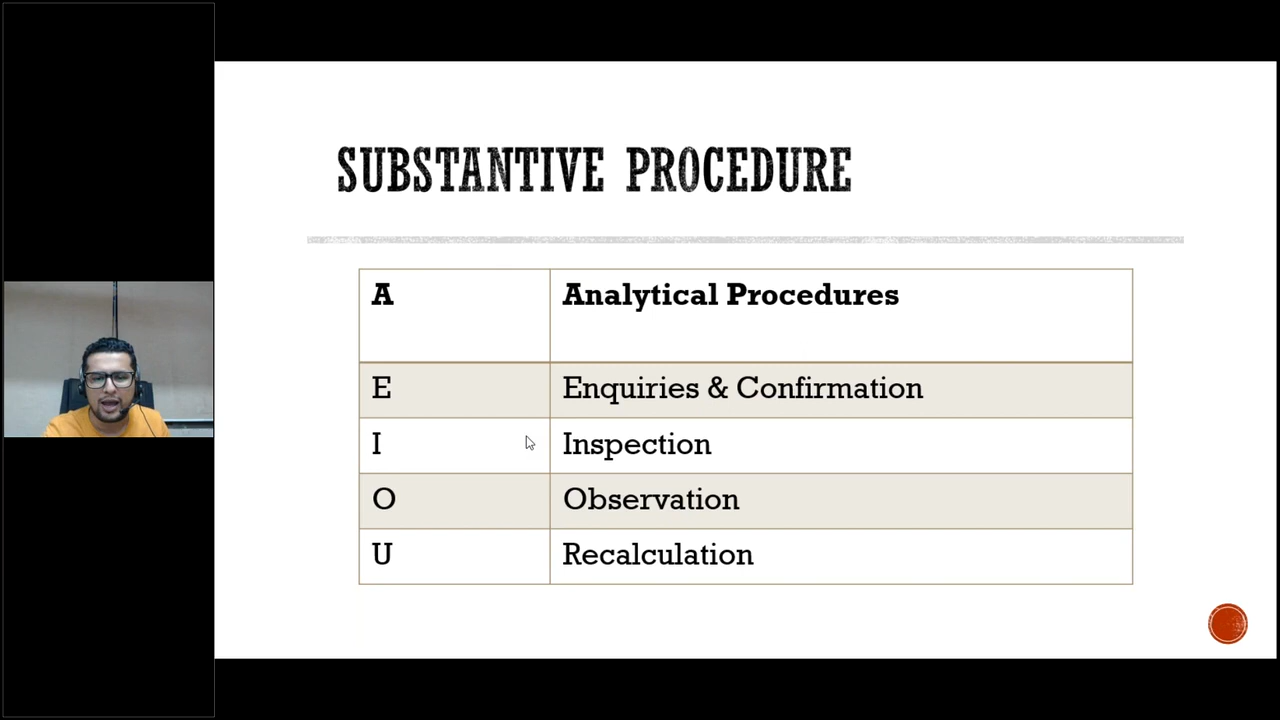 SUBSTANTIVE PROCEDURE
A Analytical Procedures
E Enquiries & Confirmation
I Inspection
O Observation
U Recalculation